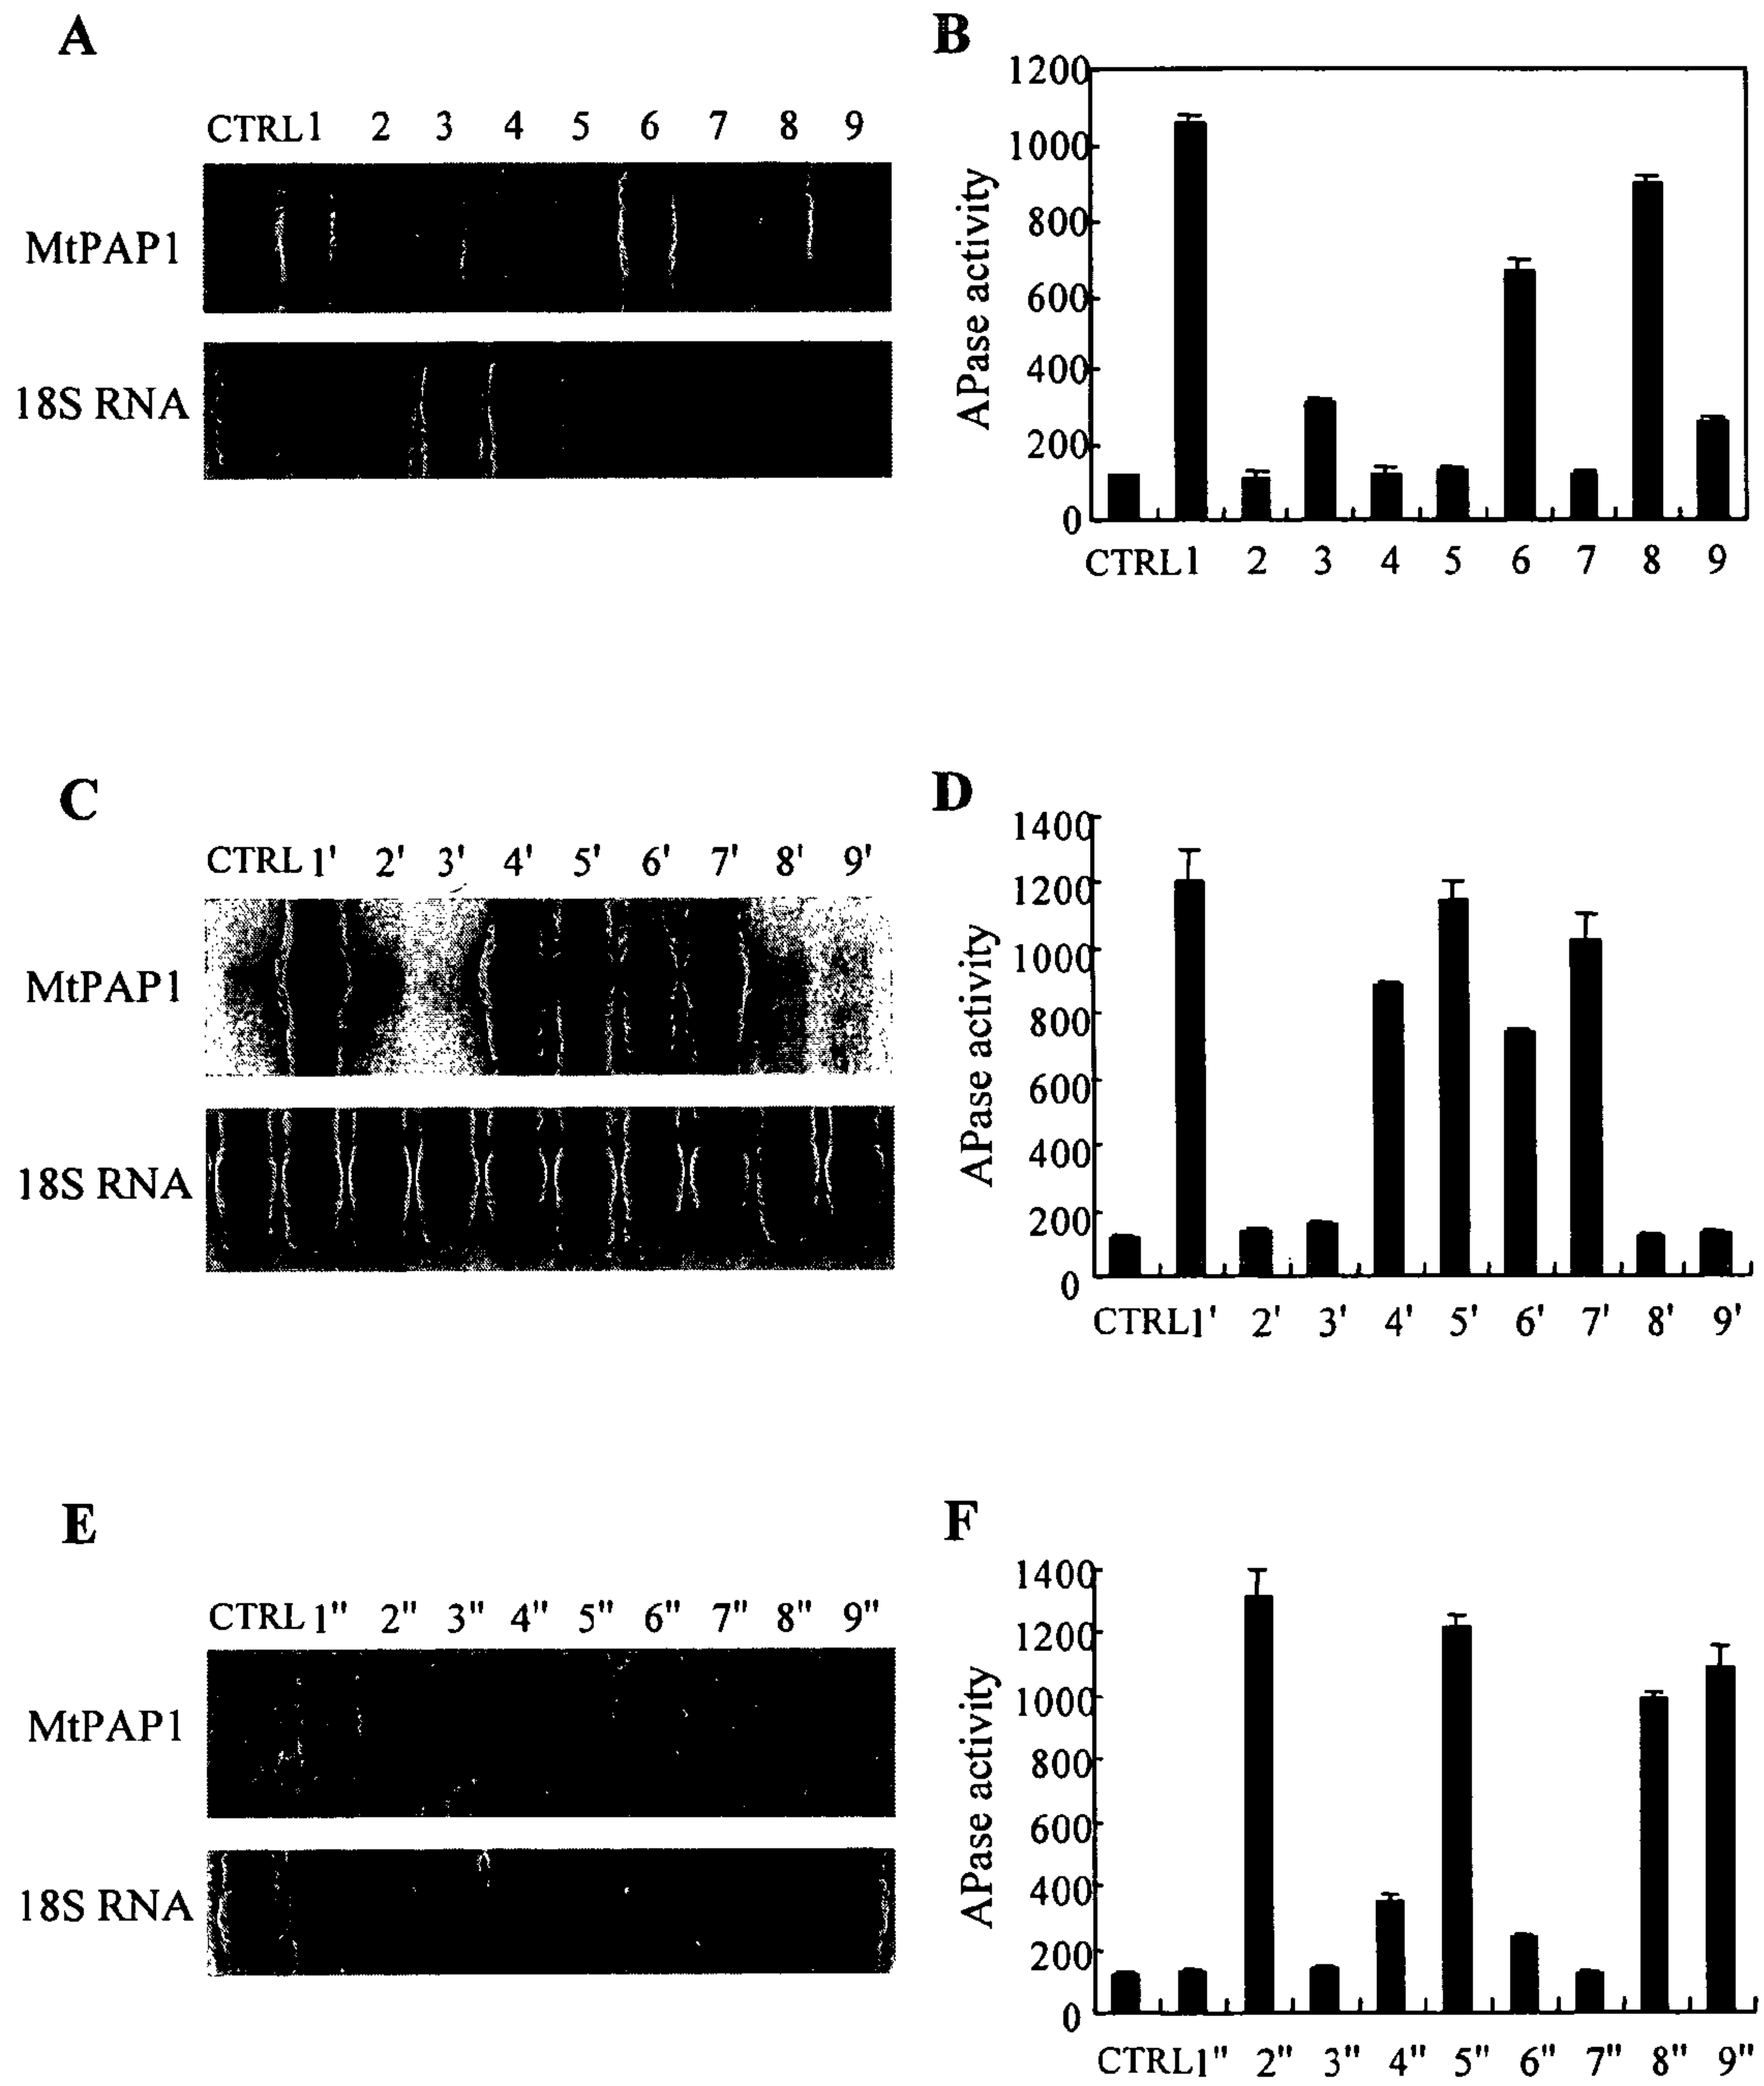 A
CTRL 1 2 3 4 5 6 7 8 9
MtPAP1
18S RNA
B
1200
1000
800
600
400
200
0
APase activity
CTRL 1 2 3 4 5 6 7 8 9
C
CTRL 1' 2' 3' 4' 5' 6' 7' 8' 9'
MtPAP1
18S RNA
D
1400
1200
1000
800
600
400
200
0
APase activity
CTRL 1' 2' 3' 4' 5' 6' 7' 8' 9'
E
CTRL 1" 2" 3" 4" 5" 6" 7" 8" 9"
MtPAP1
18S RNA
F
1400
1200
1000
800
600
400
200
0
APase activity
CTRL 1" 2" 3" 4" 5" 6" 7" 8" 9"